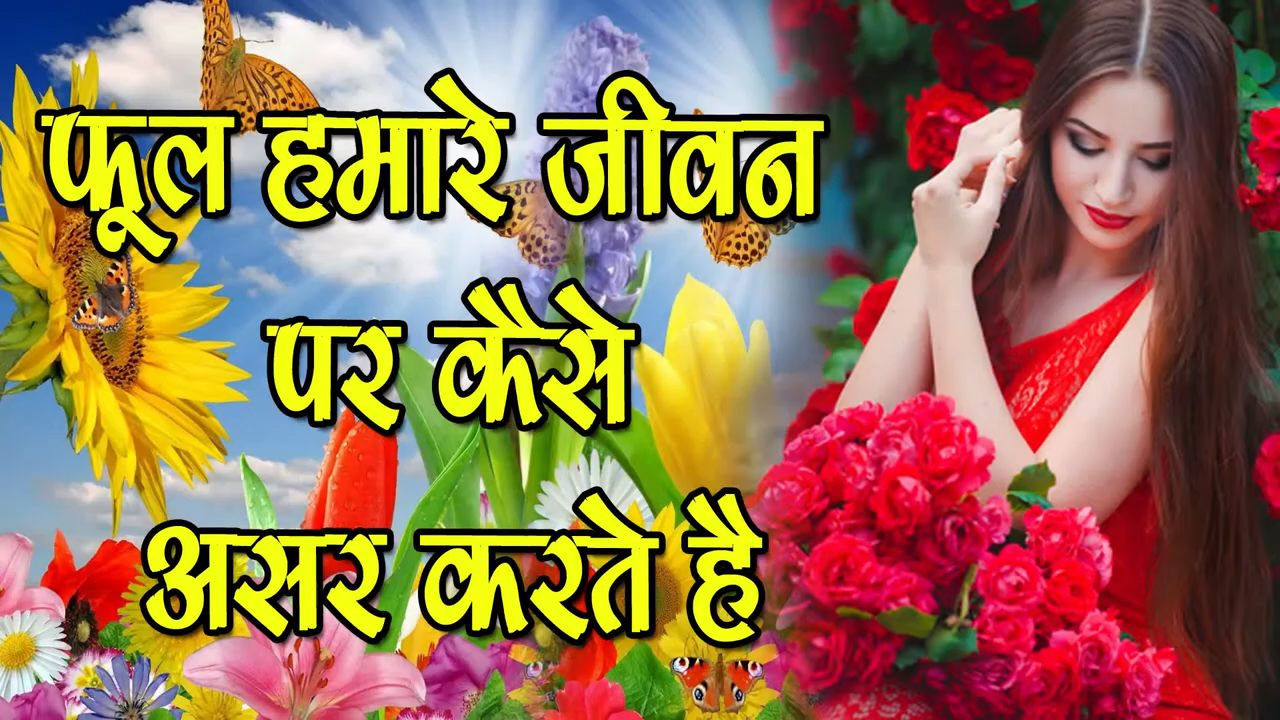 फूल हमारे जीवन
पर कैसे
असर करते है